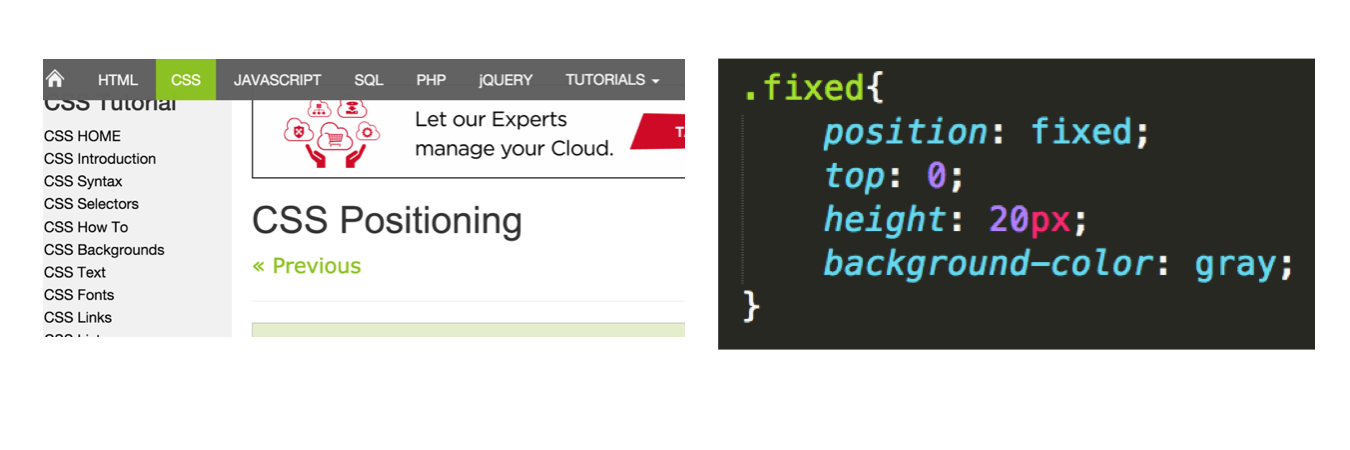 HTML CSS JAVASCRIPT SQL PHP jQUERY TUTORIALS
CSS Tutorial
CSS HOME
CSS Introduction
CSS Syntax
CSS Selectors
CSS How To
CSS Backgrounds
CSS Text
CSS Fonts
CSS Links
Let our Experts
manage your Cloud.
CSS Positioning
« Previous
.fixed{
position: fixed;
top: 0;
height: 20px;
background-color: gray;
}